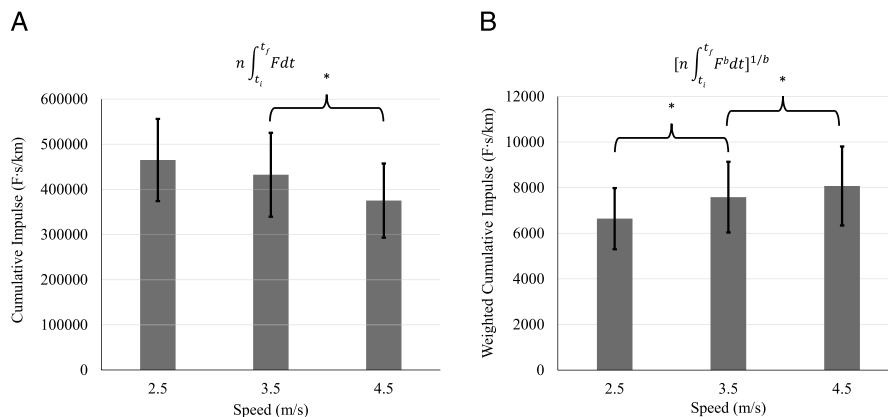 A
n∫_{t_i}^{t_f} Fdt
*
600000
500000
400000
300000
200000
100000
0
Cumulative Impulse (F·s/km)
2.5 3.5 4.5
Speed (m/s)
B
[n∫_{t_i}^{t_f} F^b dt]^{1/b}
*
*
12000
10000
8000
6000
4000
2000
0
Weighted Cumulative Impulse (F·s/km)
2.5 3.5 4.5
Speed (m/s)